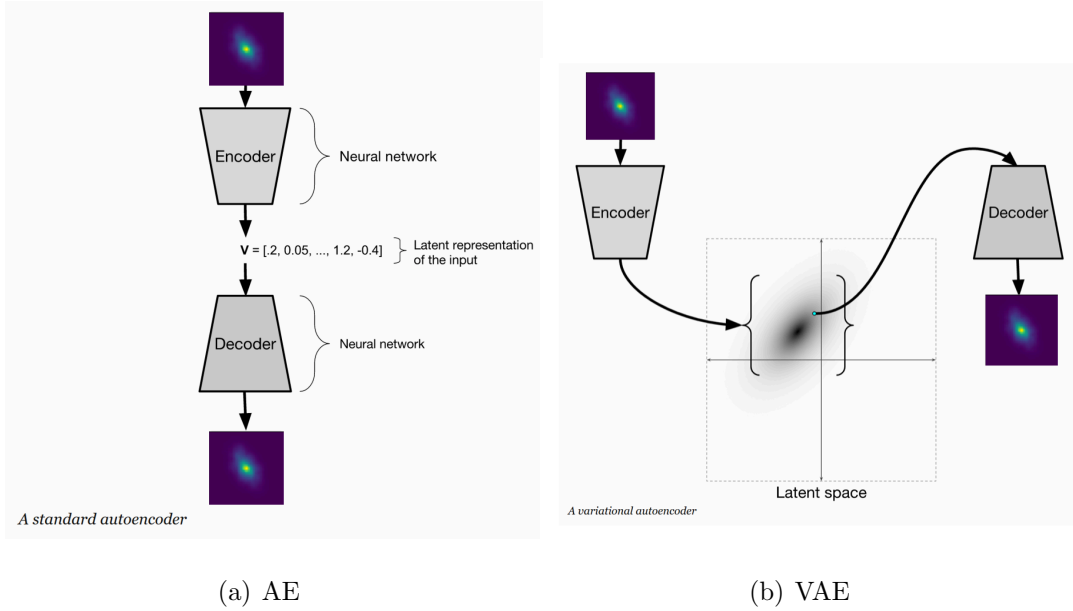 Encoder
Neural network
V = [.2, 0.05, ..., 1.2, -0.4]
Latent representation
of the input
Decoder
Neural network
A standard autoencoder
(a) AE
Encoder
Decoder
Latent space
A variational autoencoder
(b) VAE